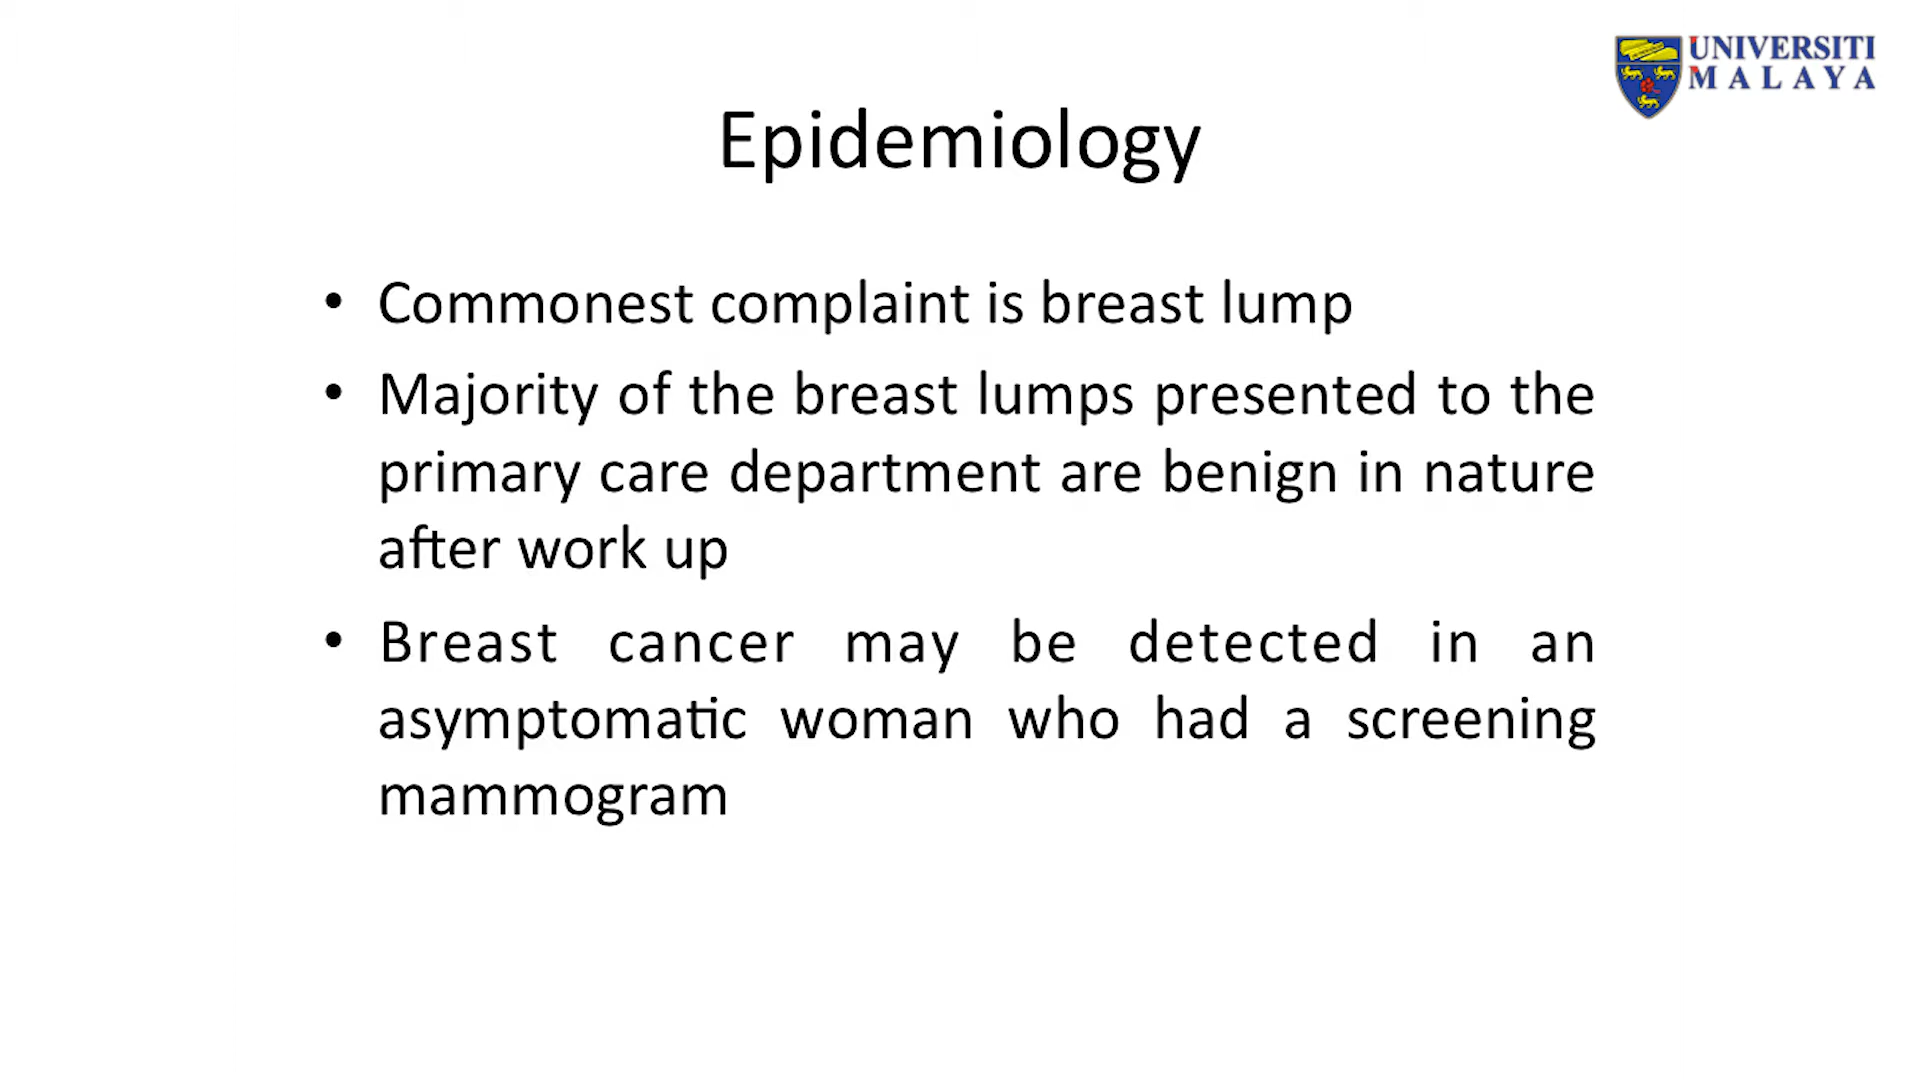 UNIVERSITI
MALAYA
Epidemiology
• Commonest complaint is breast lump
• Majority of the breast lumps presented to the
primary care department are benign in nature
after work up
• Breast cancer may be detected in an
asymptomatic woman who had a screening
mammogram